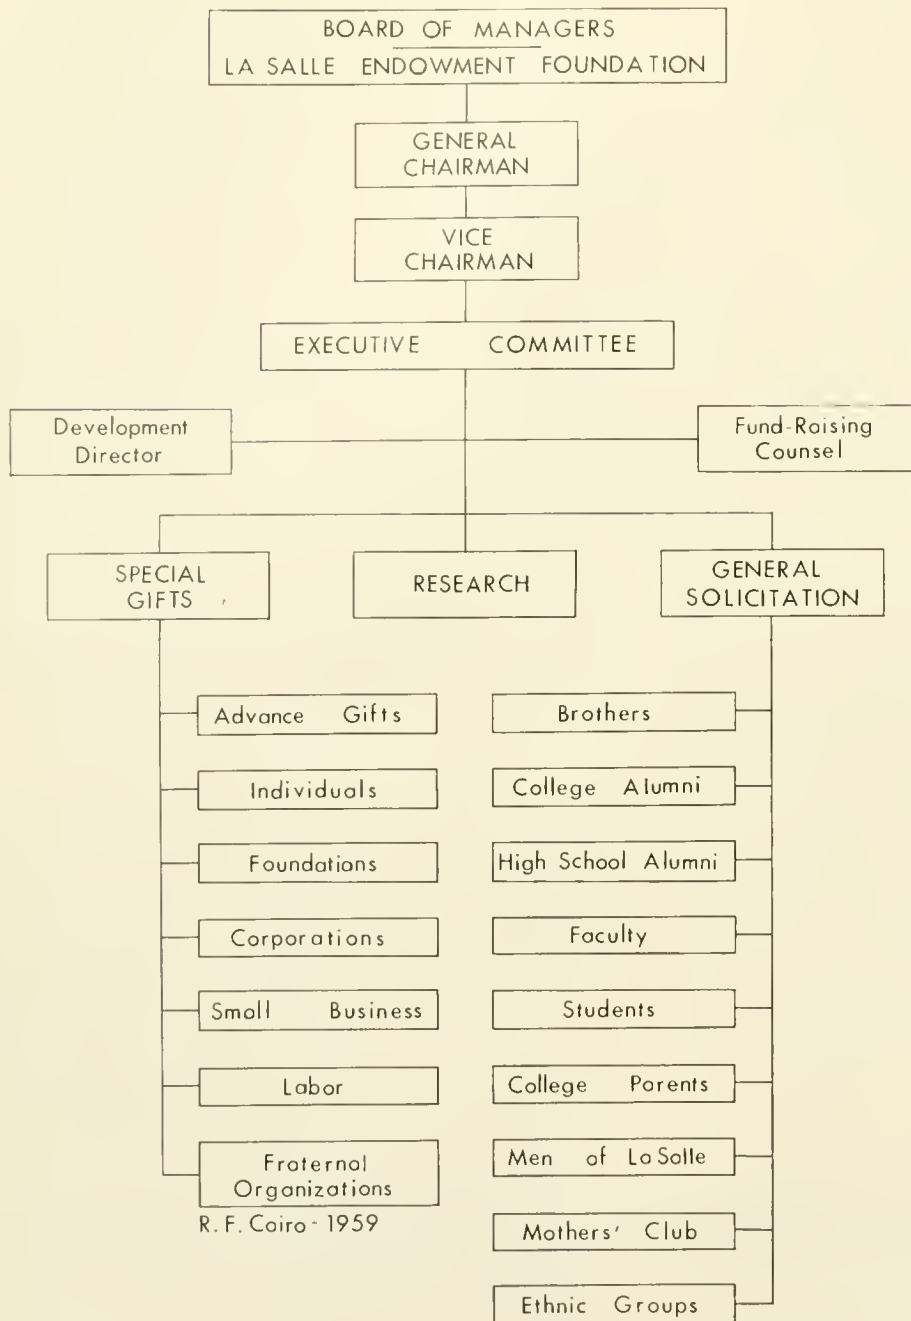 BOARD OF MANAGERS
LA SALLE ENDOWMENT FOUNDATION
GENERAL
CHAIRMAN
VICE
CHAIRMAN
EXECUTIVE COMMITTEE
Development
Director
Fund-Raising
Counsel
SPECIAL
GIFTS
RESEARCH
GENERAL
SOLICITATION
Advance Gifts
Individuals
Foundations
Corporations
Small Business
Labor
Fraternal
Organizations
R. F. Cairo - 1959
Brothers
College Alumni
High School Alumni
Faculty
Students
College Parents
Men of La Salle
Mothers' Club
Ethnic Groups